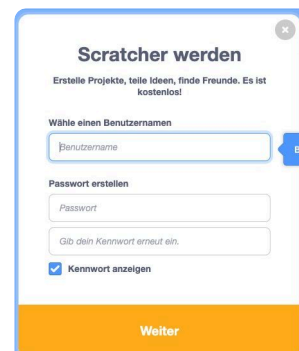 Scratcher werden
Erstelle Projekte, teile Ideen, finde Freunde. Es ist
kostenlos!
Wähle einen Benutzernamen
Benutzername
B
Passwort erstellen
Passwort
Gib dein Kennwort erneut ein.
Kennwort anzeigen
Weiter